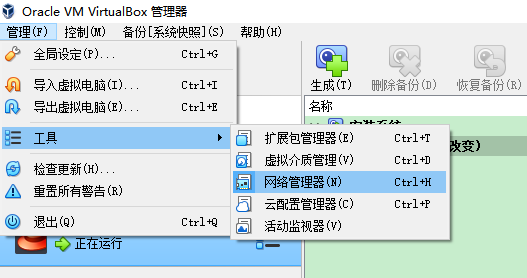 Oracle VM VirtualBox 管理器
管理(F) 控制(M) 备份[系统快照](S) 帮助(H)
全局设定(P)... Ctrl+G
导入虚拟电脑(I)... Ctrl+I
导出虚拟电脑(E)... Ctrl+E
工具
检查更新(H)...
重置所有警告(R)
退出(Q) Ctrl+Q
扩展包管理器(E) Ctrl+T
虚拟介质管理(V) Ctrl+D
网络管理器(N) Ctrl+H
云配置管理器(C) Ctrl+P
活动监视器(V)
正在运行
生成(T) 删除备份(D) 恢复备份(R)
名称
改变)